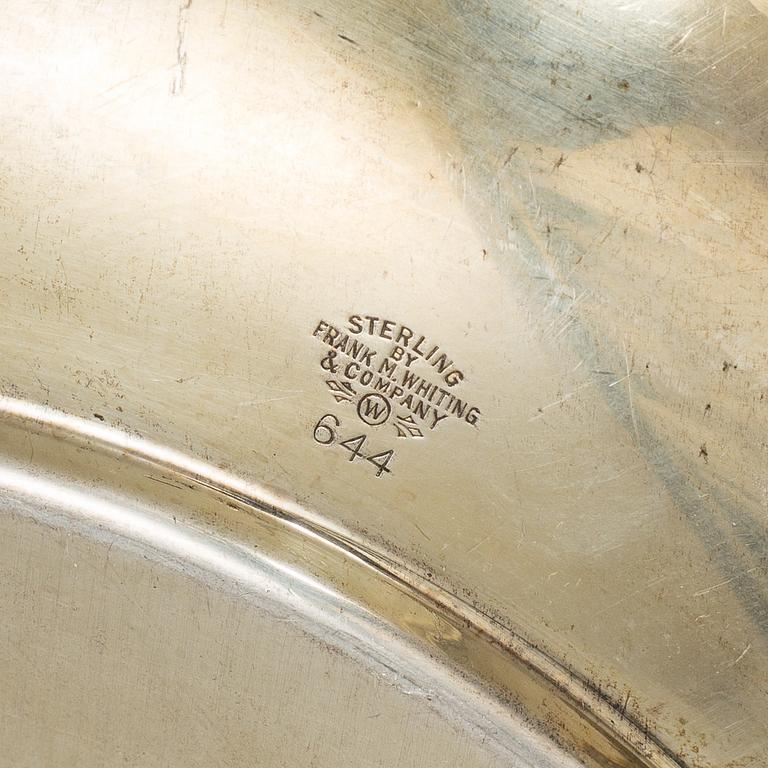 STERLING
BY
FRANK M. WHITING
& COMPANY
W
644